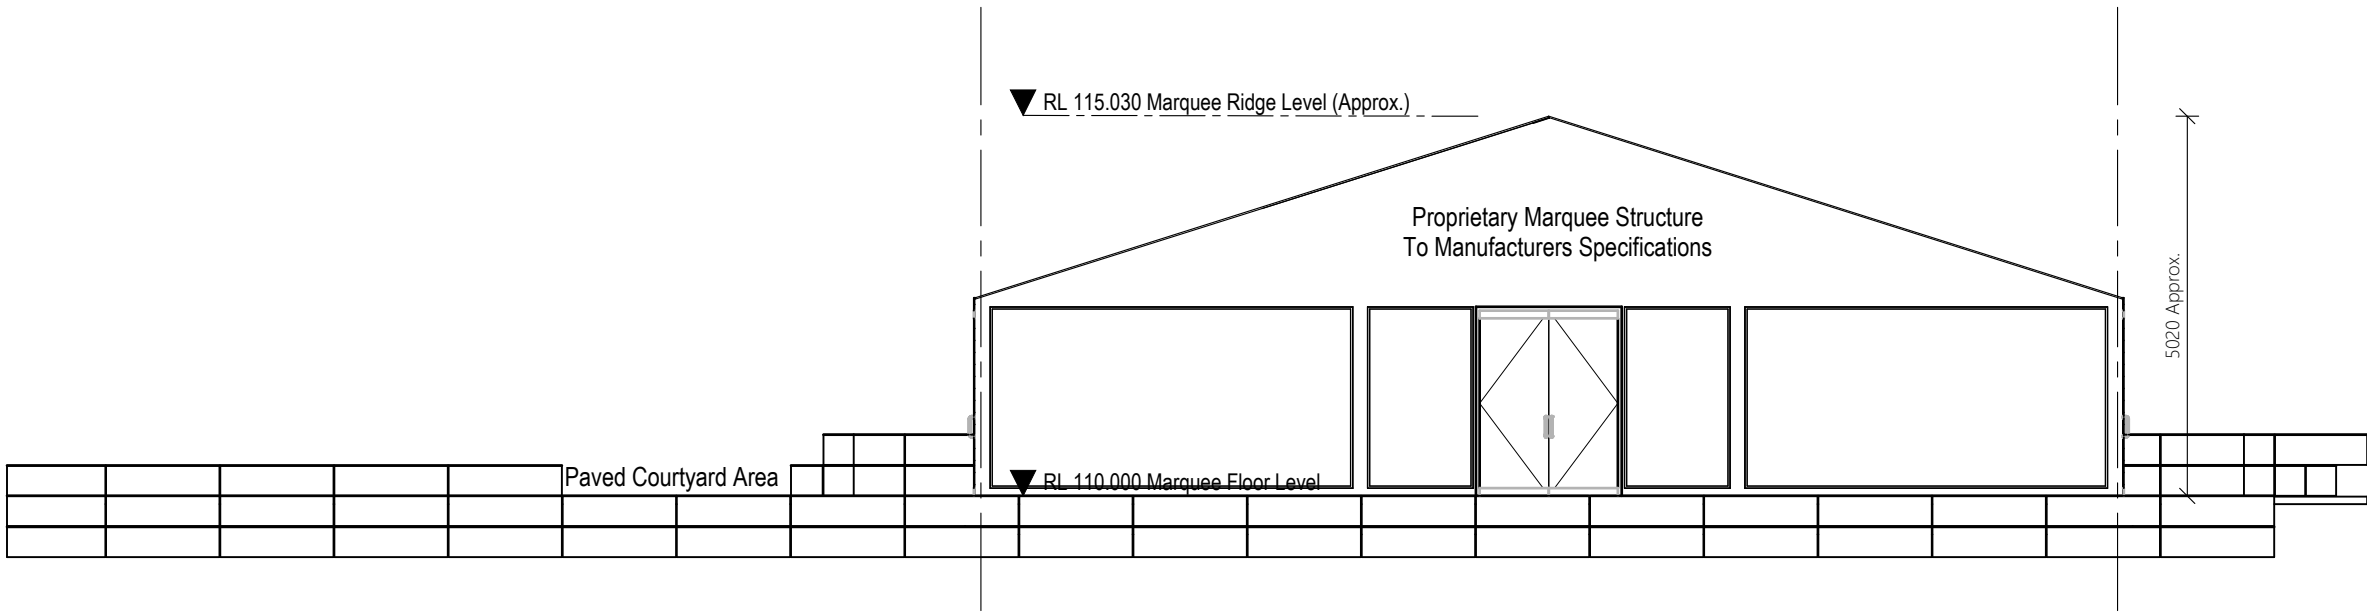 RL 115.030 Marquee Ridge Level (Approx.)
Proprietary Marquee Structure
To Manufacturers Specifications
5020 Approx.
Paved Courtyard Area
RL 110.000 Marquee Floor Level